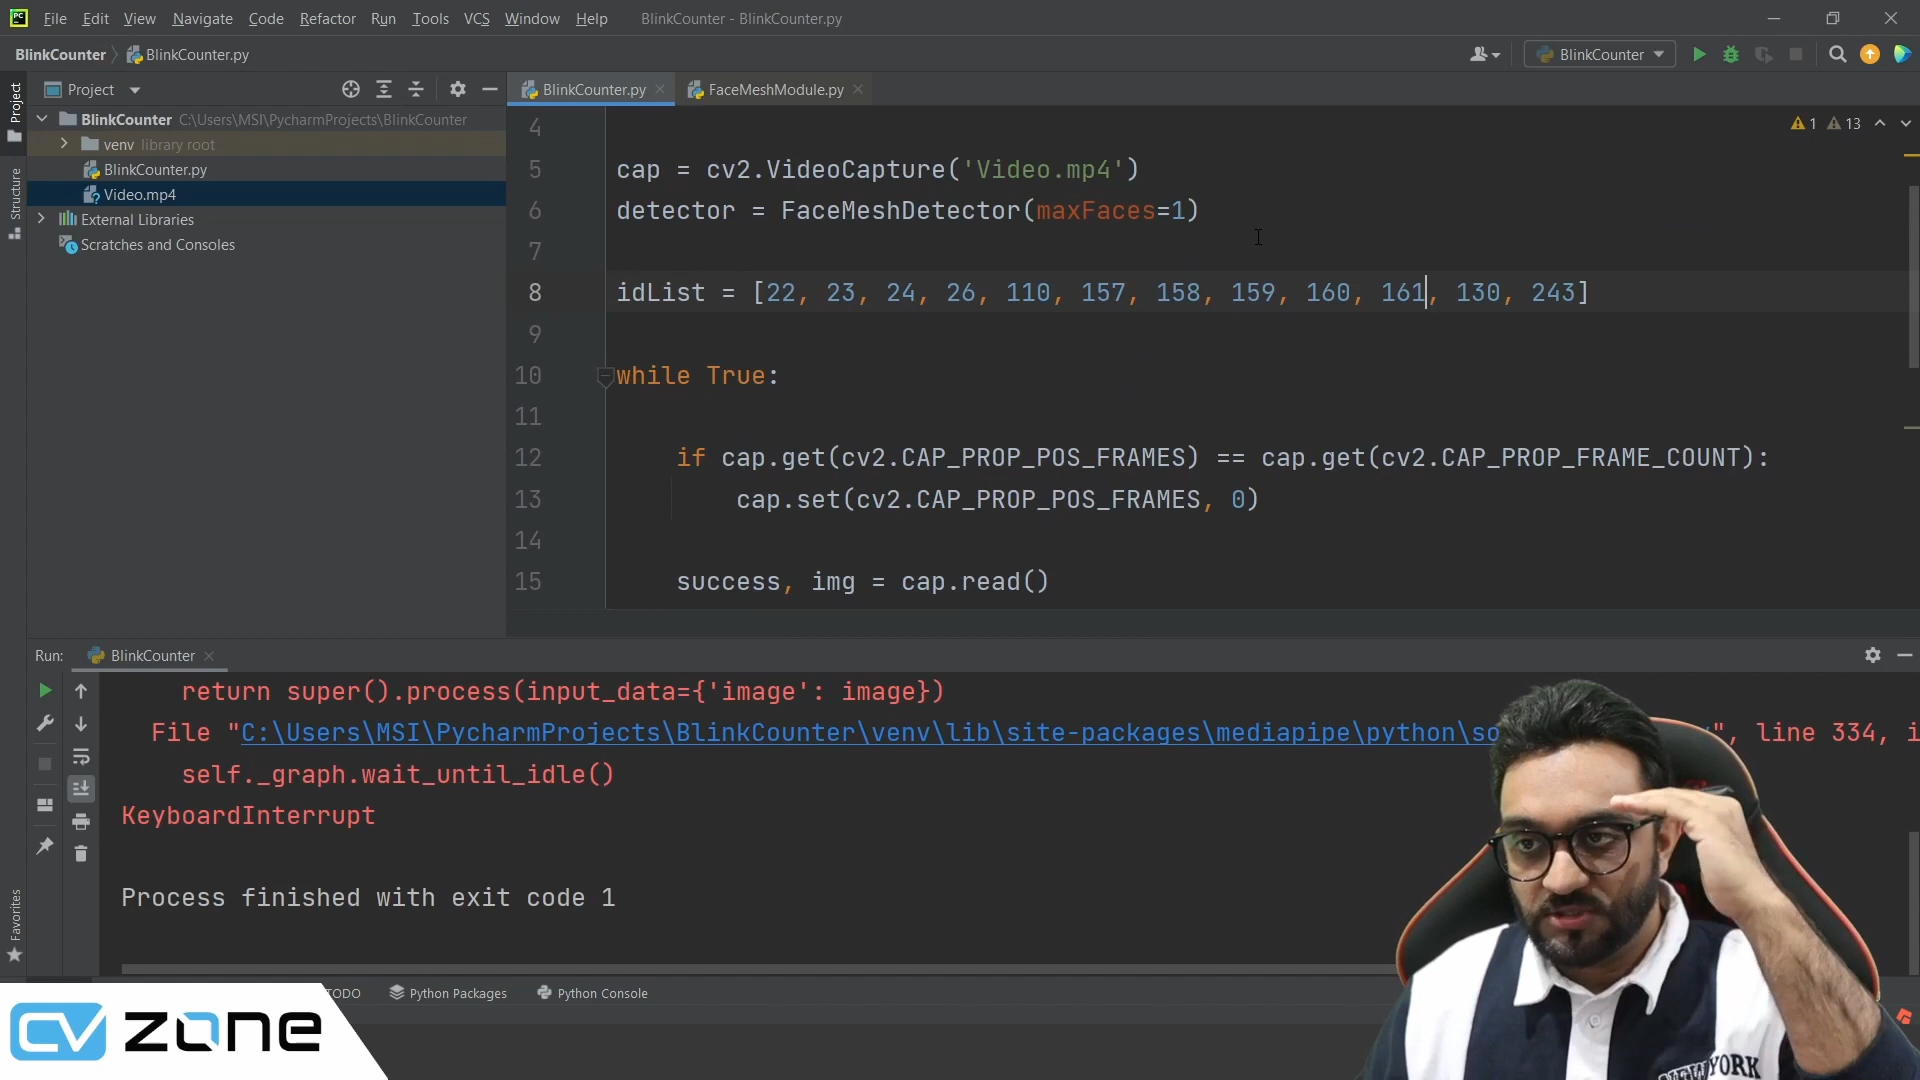 File Edit View Navigate Code Refactor Run Tools VCS Window Help BlinkCounter - BlinkCounter.py
BlinkCounter BlinkCounter.py BlinkCounter
Project
Project
Structure
BlinkCounter C:\Users\MSI\PycharmProjects\BlinkCounter
venv library root
BlinkCounter.py
Video.mp4
External Libraries
Scratches and Consoles
BlinkCounter.py FaceMeshModule.py
1 13
4
5 cap = cv2.VideoCapture('Video.mp4')
6 detector = FaceMeshDetector(maxFaces=1)
7
8 idList = [22, 23, 24, 26, 110, 157, 158, 159, 160, 161, 130, 243]
9
10 while True:
11
12 if cap.get(cv2.CAP_PROP_POS_FRAMES) == cap.get(cv2.CAP_PROP_FRAME_COUNT):
13 cap.set(cv2.CAP_PROP_POS_FRAMES, 0)
14
15 success, img = cap.read()
Run: BlinkCounter
return super().process(input_data={'image': image})
File "C:\Users\MSI\PycharmProjects\BlinkCounter\venv\lib\site-packages\mediapipe\python\so ", line 334, i
self._graph.wait_until_idle()
KeyboardInterrupt
Process finished with exit code 1
Favorites
TODO Python Packages Python Console
CV ZONE
NEW YORK